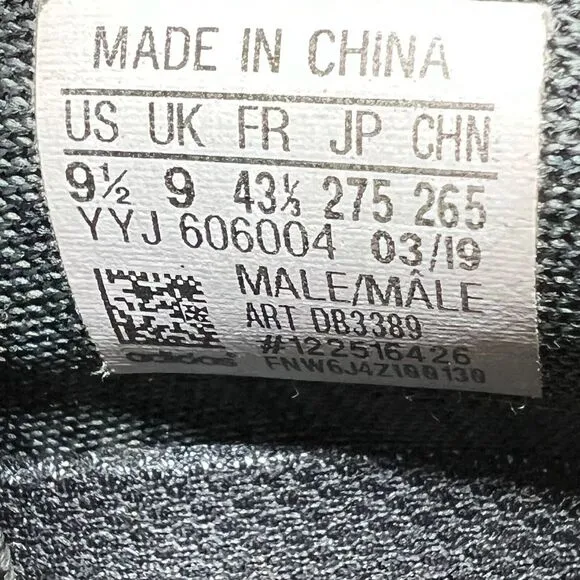 MADE IN CHINA
US UK FR JP CHN
9½ 9 43⅓ 275 265
YYJ 606004 03/19
MALE/MÂLE
ART DB3389
#122516426
adidas FNW6J4Z100130